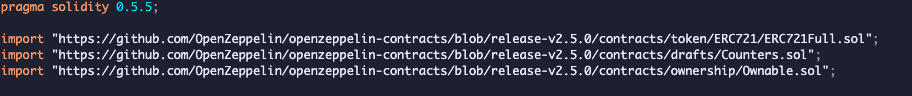 pragma solidity 0.5.5;
import "https://github.com/OpenZeppelin/openzeppelin-contracts/blob/release-v2.5.0/contracts/token/ERC721/ERC721Full.sol";
import "https://github.com/OpenZeppelin/openzeppelin-contracts/blob/release-v2.5.0/contracts/drafts/Counters.sol";
import "https://github.com/OpenZeppelin/openzeppelin-contracts/blob/release-v2.5.0/contracts/ownership/Ownable.sol";